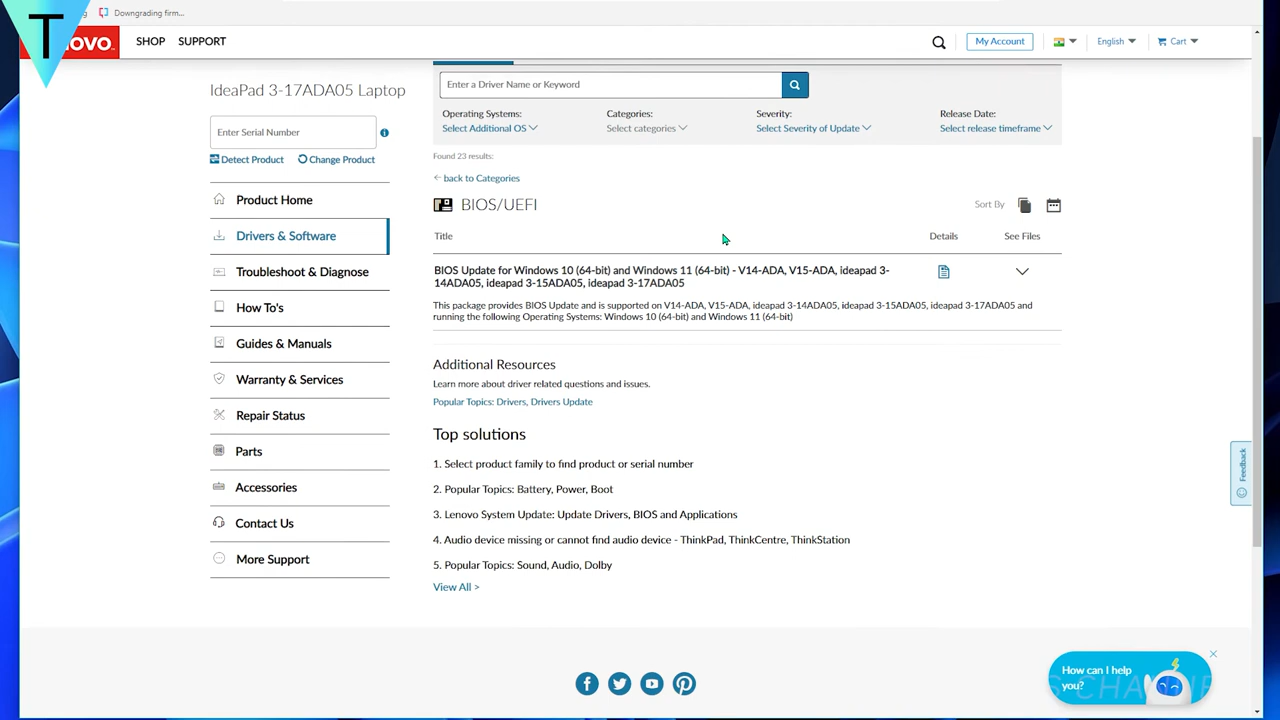 Downgrading firm...
T
SHOP
SUPPORT
My Account
English
Cart
IdeaPad 3-17ADA05 Laptop
Enter Serial Number
Detect Product
Change Product
Product Home
Drivers & Software
Troubleshoot & Diagnose
How To's
Guides & Manuals
Warranty & Services
Repair Status
Parts
Accessories
Contact Us
More Support
Enter a Driver Name or Keyword
Operating Systems:
Select Additional OS
Categories:
Select categories
Severity:
Select Severity of Update
Release Date:
Select release timeframe
Found 23 results:
back to Categories
BIOS/UEFI
Sort By
Title
Details
See Files
BIOS Update for Windows 10 (64-bit) and Windows 11 (64-bit) - V14-ADA, V15-ADA, ideapad 3-
14ADA05, ideapad 3-15ADA05, ideapad 3-17ADA05
This package provides BIOS Update and is supported on V14-ADA, V15-ADA, ideapad 3-14ADA05, ideapad 3-15ADA05, ideapad 3-17ADA05 and
running the following Operating Systems: Windows 10 (64-bit) and Windows 11 (64-bit)
Additional Resources
Learn more about driver related questions and issues.
Popular Topics: Drivers, Drivers Update
Top solutions
1. Select product family to find product or serial number
2. Popular Topics: Battery, Power, Boot
3. Lenovo System Update: Update Drivers, BIOS and Applications
4. Audio device missing or cannot find audio device - ThinkPad, ThinkCentre, ThinkStation
5. Popular Topics: Sound, Audio, Dolby
View All >
Feedback
How can I help
you?